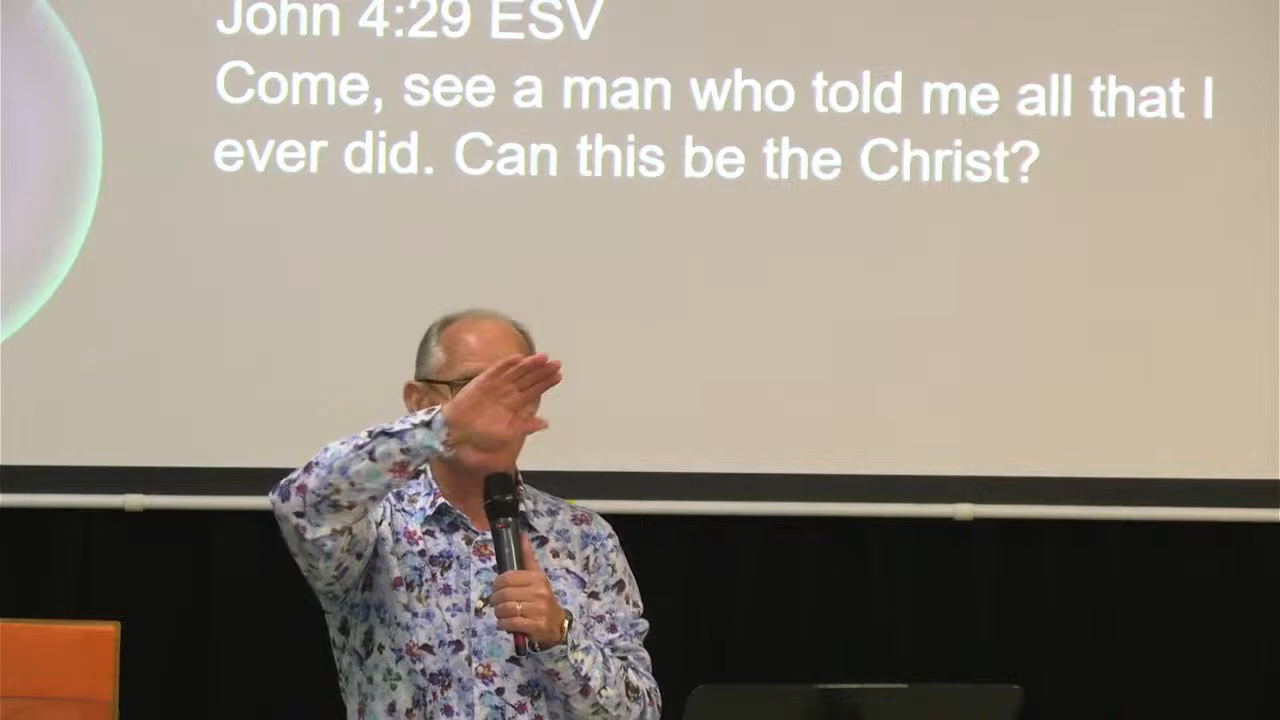 John 4:29 ESV
Come, see a man who told me all that I
ever did. Can this be the Christ?